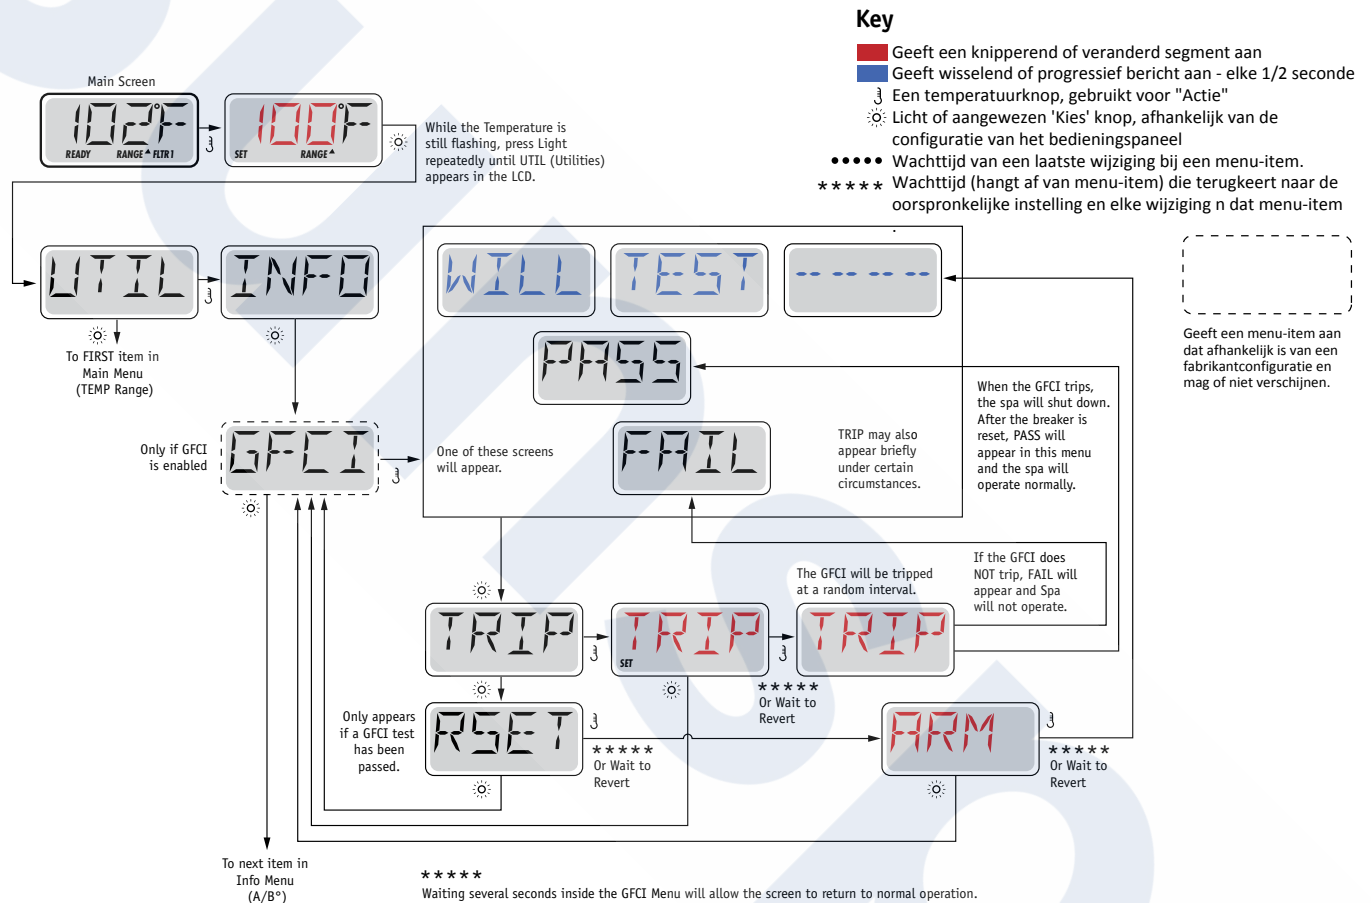 Key
Geeft een knipperend of veranderd segment aan
Geeft wisselend of progressief bericht aan - elke 1/2 seconde
Een temperatuurknop, gebruikt voor "Actie"
Licht of aangewezen 'Kies' knop, afhankelijk van de
configuratie van het bedieningspaneel
••••• Wachttijd van een laatste wijziging bij een menu-item.
***** Wachttijd (hangt af van menu-item) die terugkeert naar de
oorspronkelijke instelling en elke wijziging n dat menu-item
Geeft een menu-item aan
dat afhankelijk is van een
fabrikantconfiguratie en
mag of niet verschijnen.
Main Screen
102°F
READY RANGE FLTR1
100°F
SET RANGE
While the Temperature is
still flashing, press Light
repeatedly until UTIL (Utilities)
appears in the LCD.
UTIL
INFO
To FIRST item in
Main Menu
(TEMP Range)
WILL
TEST
-- -- -- --
PASS
FAIL
Only if GFCI
is enabled
GFCI
One of these screens
will appear.
TRIP may also
appear briefly
under certain
circumstances.
When the GFCI trips,
the spa will shut down.
After the breaker is
reset, PASS will
appear in this menu
and the spa will
operate normally.
If the GFCI does
NOT trip, FAIL will
appear and Spa
will not operate.
The GFCI will be tripped
at a random interval.
TRIP
TRIP
SET
TRIP
*****
Or Wait to
Revert
Only appears
if a GFCI test
has been
passed.
RSET
*****
Or Wait to
Revert
ARM
*****
Or Wait to
Revert
To next item in
Info Menu
(A/B°)
*****
Waiting several seconds inside the GFCI Menu will allow the screen to return to normal operation.